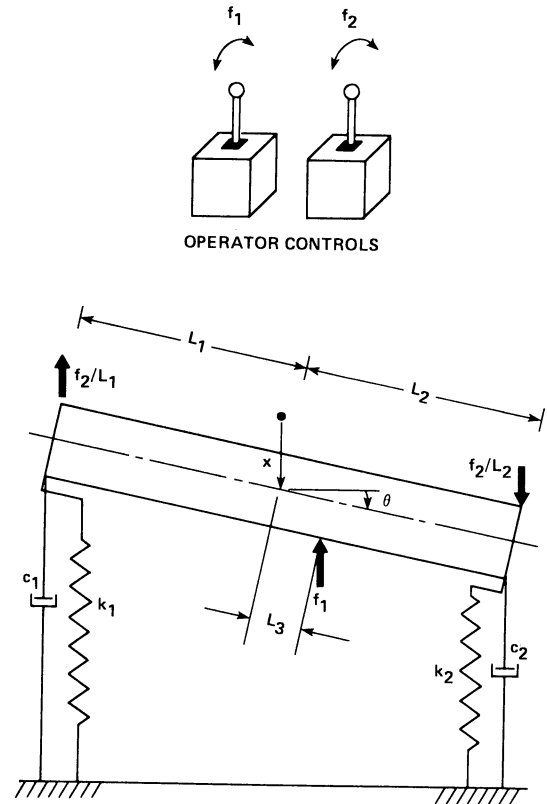 f1 f2
OPERATOR CONTROLS
L1
L2
f2/L1
x
f2/L2
θ
c1
k1
f1
L3
k2
c2